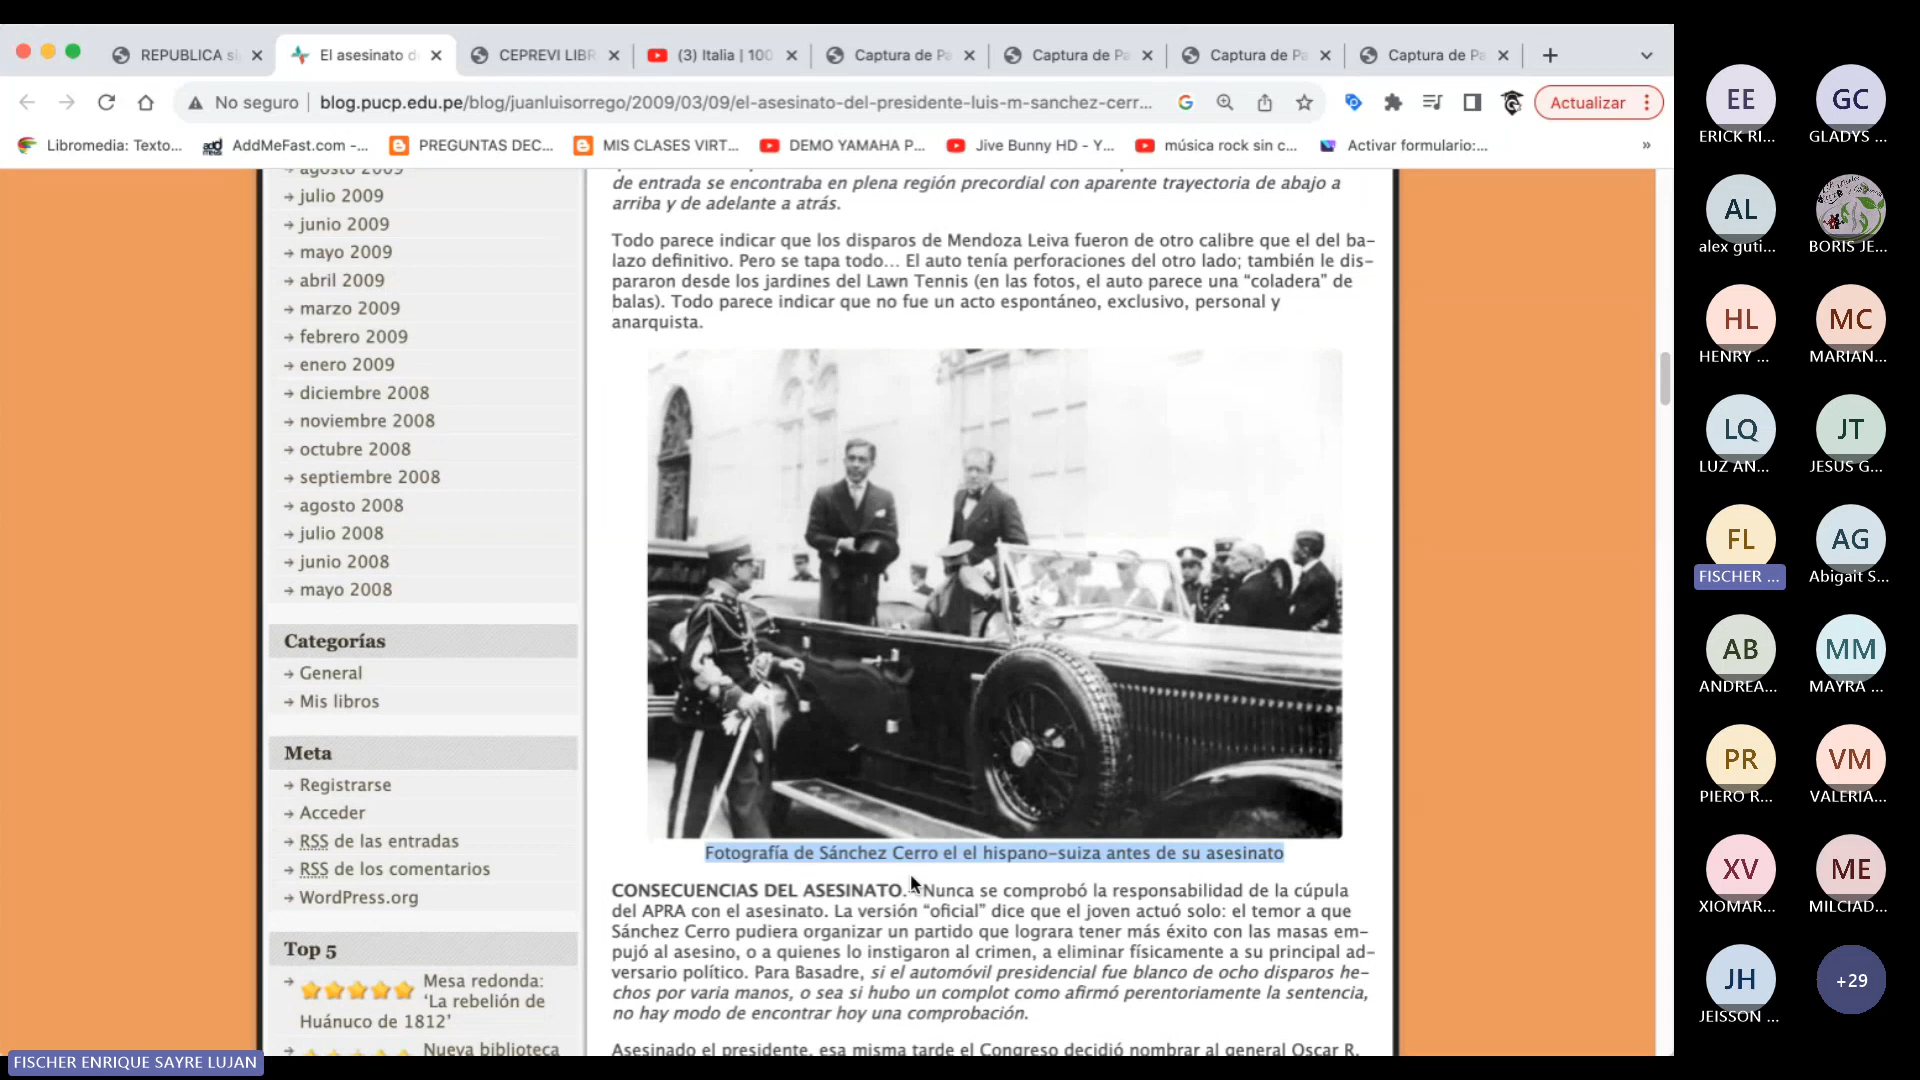 REPUBLICA si
El asesinato d
CEPREVI LIBR
(3) Italia | 100
Captura de Pa
Captura de Pa
Captura de Pa
Captura de Pa
No seguro
blog.pucp.edu.pe/blog/juanluisorrego/2009/03/09/el-asesinato-del-presidente-luis-m-sanchez-cerr...
Actualizar
Libromedia: Texto...
AddMeFast.com -...
PREGUNTAS DEC...
MIS CLASES VIRT...
DEMO YAMAHA P...
Jive Bunny HD - Y...
música rock sin c...
Activar formulario:...
»
agosto 2009
julio 2009
junio 2009
mayo 2009
abril 2009
marzo 2009
febrero 2009
enero 2009
diciembre 2008
noviembre 2008
octubre 2008
septiembre 2008
agosto 2008
julio 2008
junio 2008
mayo 2008
Categorías
General
Mis libros
Meta
Registrarse
Acceder
RSS de las entradas
RSS de los comentarios
WordPress.org
Top 5
Mesa redonda:
‘La rebelión de
Huánuco de 1812’
Nueva biblioteca
de entrada se encontraba en plena región precordial con aparente trayectoria de abajo a
arriba y de adelante a atrás.
Todo parece indicar que los disparos de Mendoza Leiva fueron de otro calibre que el del ba-
lazo definitivo. Pero se tapa todo… El auto tenía perforaciones del otro lado; también le dis-
pararon desde los jardines del Lawn Tennis (en las fotos, el auto parece una “coladera” de
balas). Todo parece indicar que no fue un acto espontáneo, exclusivo, personal y
anarquista.
Fotografía de Sánchez Cerro el el hispano-suiza antes de su asesinato
CONSECUENCIAS DEL ASESINATO.- Nunca se comprobó la responsabilidad de la cúpula
del APRA con el asesinato. La versión “oficial” dice que el joven actuó solo: el temor a que
Sánchez Cerro pudiera organizar un partido que lograra tener más éxito con las masas em-
pujó al asesino, o a quienes lo instigaron al crimen, a eliminar físicamente a su principal ad-
versario político. Para Basadre, si el automóvil presidencial fue blanco de ocho disparos he-
chos por varia manos, o sea si hubo un complot como afirmó perentoriamente la sentencia,
no hay modo de encontrar hoy una comprobación.
Asesinado el presidente, esa misma tarde el Congreso decidió nombrar al general Oscar R.
EE
ERICK RI...
GC
GLADYS ...
AL
alex guti...
BORIS JE...
HL
HENRY ...
MC
MARIAN...
LQ
LUZ AN...
JT
JESUS G...
FL
FISCHER ...
AG
Abigait S...
AB
ANDREA...
MM
MAYRA ...
PR
PIERO R...
VM
VALERIA...
XV
XIOMAR...
ME
MILCIAD...
JH
JEISSON ...
+29
FISCHER ENRIQUE SAYRE LUJAN